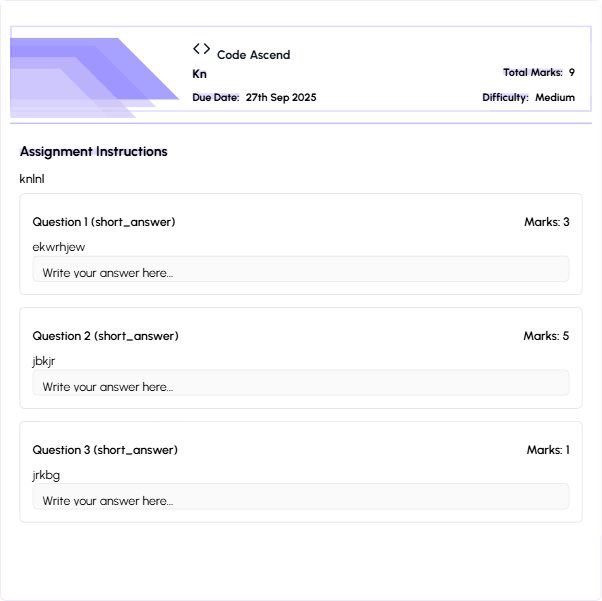 <> Code Ascend
Kn
Total Marks: 9
Due Date: 27th Sep 2025
Difficulty: Medium
Assignment Instructions
knlnl
Question 1 (short_answer)
Marks: 3
ekwrhjew
Write your answer here...
Question 2 (short_answer)
Marks: 5
jbkjr
Write your answer here...
Question 3 (short_answer)
Marks: 1
jrkbg
Write your answer here...